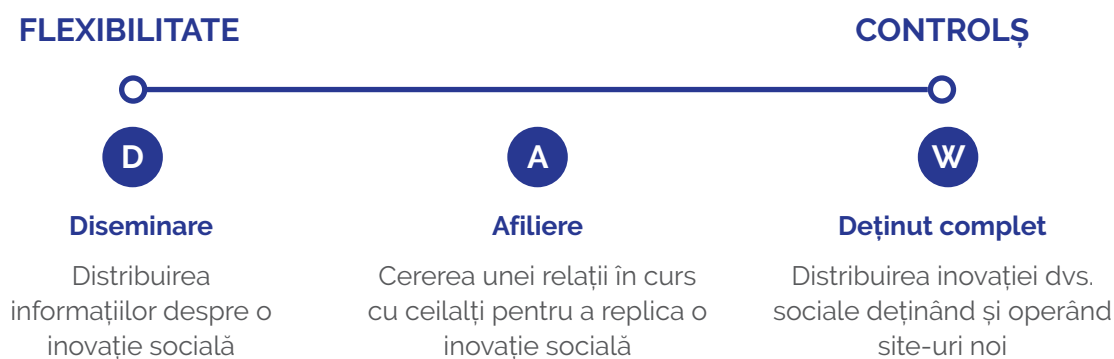 FLEXIBILITATE
CONTROLȘ
D
A
W
Diseminare
Afiliere
Deținut complet
Distribuirea
informațiilor despre o
inovație socială
Cererea unei relații în curs
cu ceilalți pentru a replica o
inovație socială
Distribuirea inovației dvs.
sociale deținând și operând
site-uri noi